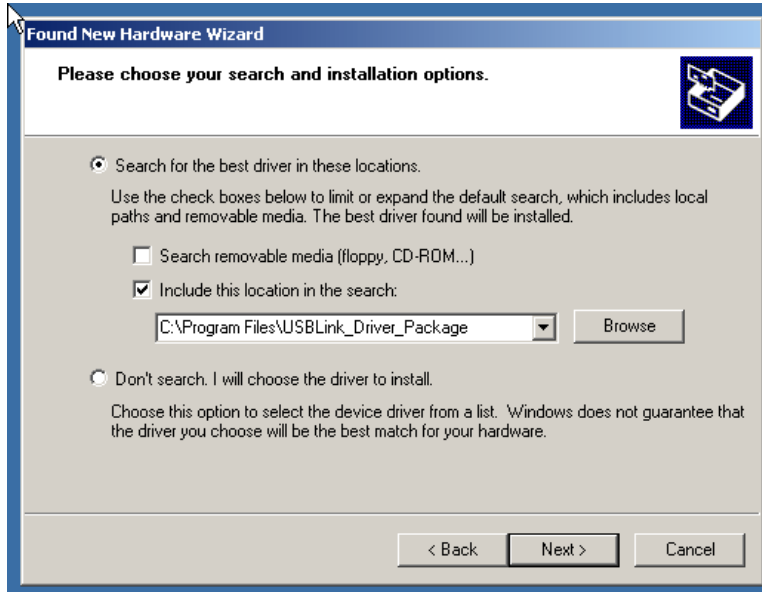 Found New Hardware Wizard
Please choose your search and installation options.
Search for the best driver in these locations.
Use the check boxes below to limit or expand the default search, which includes local
paths and removable media. The best driver found will be installed.
Search removable media (floppy, CD-ROM...)
Include this location in the search:
C:\Program Files\USBLink_Driver_Package
Browse
Don't search. I will choose the driver to install.
Choose this option to select the device driver from a list. Windows does not guarantee that
the driver you choose will be the best match for your hardware.
< Back Next > Cancel